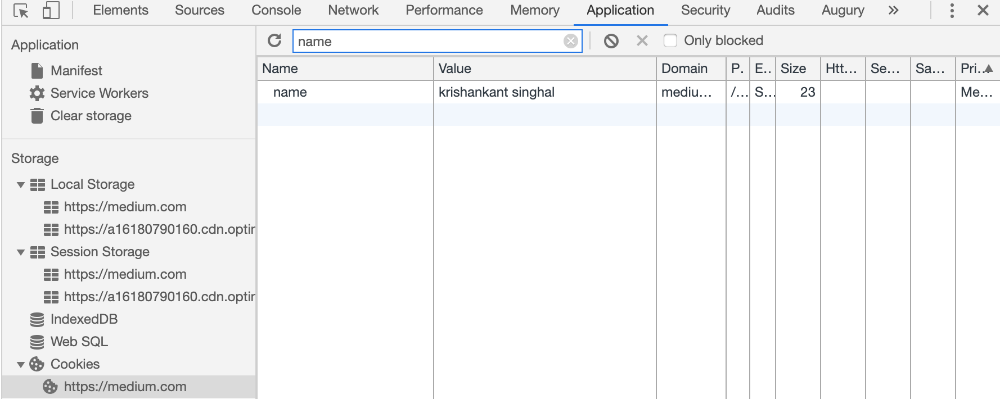 Elements Sources Console Network Performance Memory Application Security Audits Augury »
Application
Manifest
Service Workers
Clear storage
Storage
Local Storage
https://medium.com
https://a16180790160.cdn.optin
Session Storage
https://medium.com
https://a16180790160.cdn.optin
IndexedDB
Web SQL
Cookies
https://medium.com
name Only blocked
Name Value Domain P. E.. Size Htt... Se... Sa... Pri...
name krishankant singhal mediu... /... S... 23 Me...